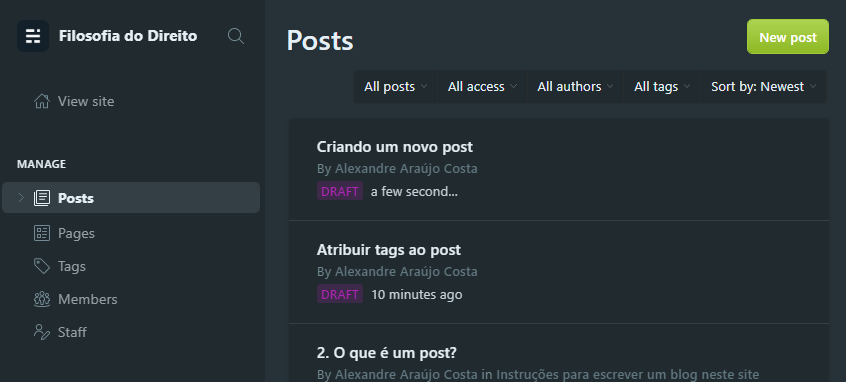 Filosofia do Direito
View site
MANAGE
Posts
Pages
Tags
Members
Staff
Posts
New post
All posts
All access
All authors
All tags
Sort by: Newest
Criando um novo post
By Alexandre Araújo Costa
DRAFT a few second...
Atribuir tags ao post
By Alexandre Araújo Costa
DRAFT 10 minutes ago
2. O que é um post?
By Alexandre Araújo Costa in Instruções para escrever um blog neste site